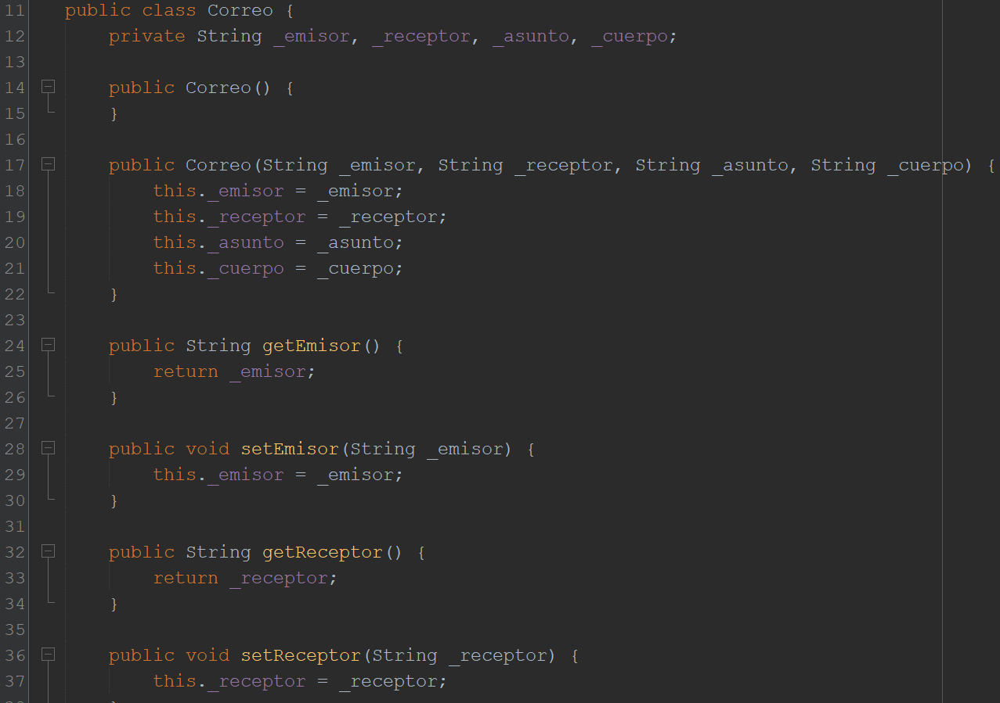 11 public class Correo {
12 private String _emisor, _receptor, _asunto, _cuerpo;
13
14 public Correo() {
15 }
16
17 public Correo(String _emisor, String _receptor, String _asunto, String _cuerpo) {
18 this._emisor = _emisor;
19 this._receptor = _receptor;
20 this._asunto = _asunto;
21 this._cuerpo = _cuerpo;
22 }
23
24 public String getEmisor() {
25 return _emisor;
26 }
27
28 public void setEmisor(String _emisor) {
29 this._emisor = _emisor;
30 }
31
32 public String getReceptor() {
33 return _receptor;
34 }
35
36 public void setReceptor(String _receptor) {
37 this._receptor = _receptor;